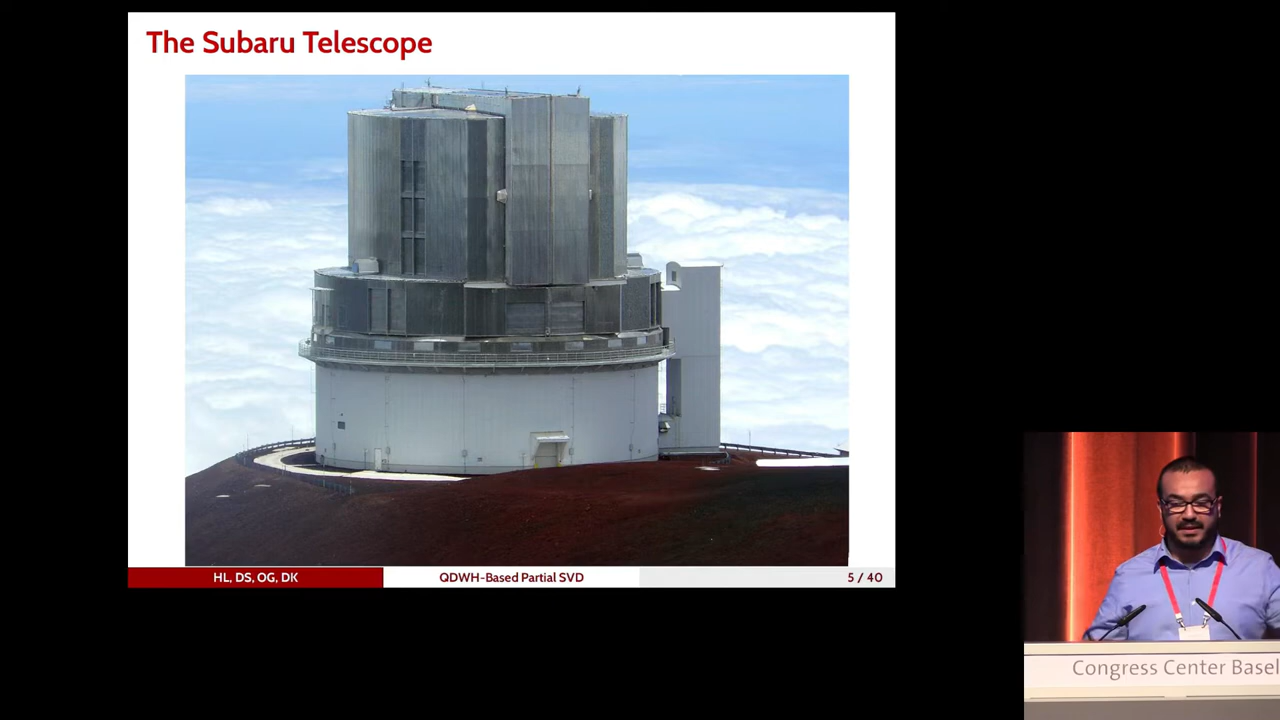 The Subaru Telescope
HL, DS, OG, DK
QDWH-Based Partial SVD
5 / 40
Congress Center Basel